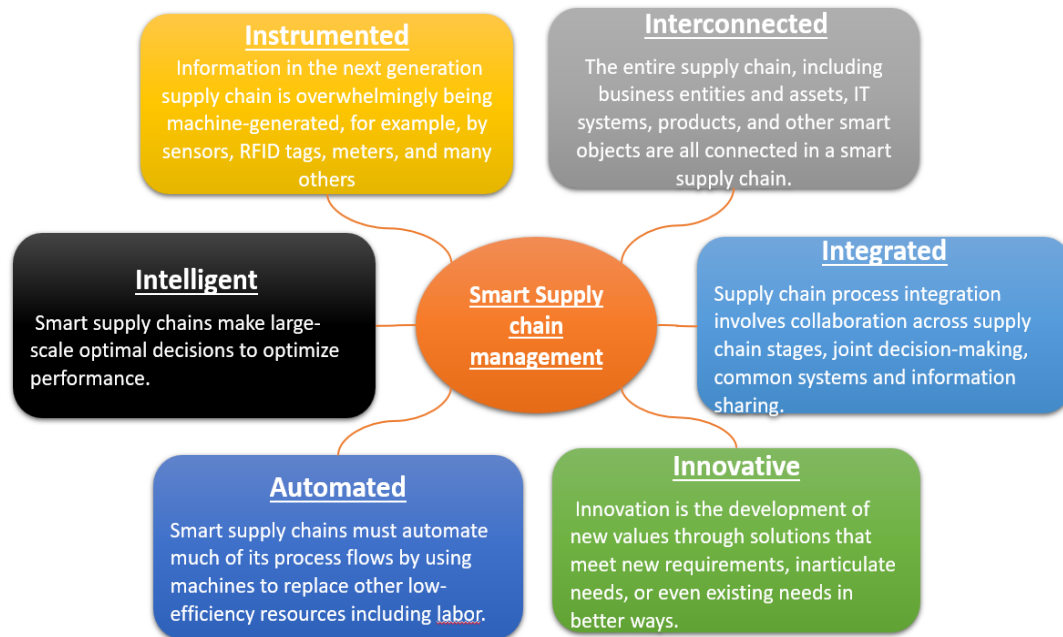 Instrumented
Information in the next generation
supply chain is overwhelmingly being
machine-generated, for example, by
sensors, RFID tags, meters, and many
others
Interconnected
The entire supply chain, including
business entities and assets, IT
systems, products, and other smart
objects are all connected in a smart
supply chain.
Intelligent
Smart supply chains make large-
scale optimal decisions to optimize
performance.
Smart Supply
chain
management
Integrated
Supply chain process integration
involves collaboration across supply
chain stages, joint decision-making,
common systems and information
sharing.
Automated
Smart supply chains must automate
much of its process flows by using
machines to replace other low-
efficiency resources including labor.
Innovative
Innovation is the development of
new values through solutions that
meet new requirements, inarticulate
needs, or even existing needs in
better ways.